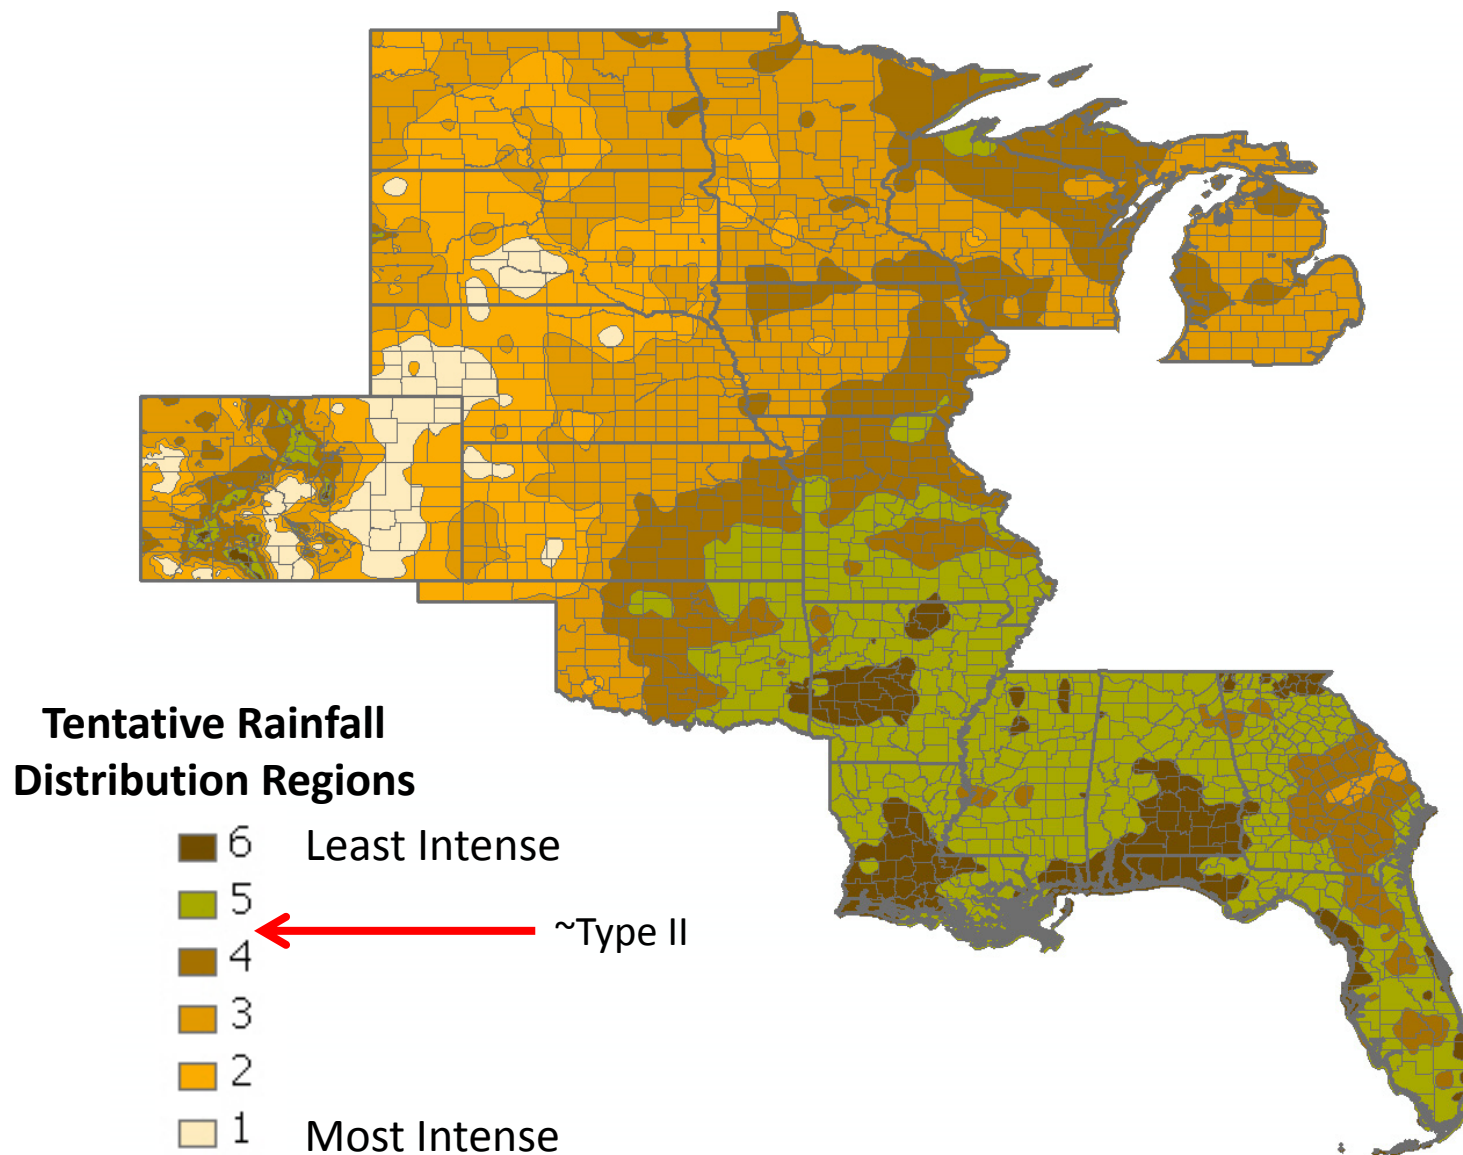 Tentative Rainfall
Distribution Regions
6 Least Intense
5
~Type II
4
3
2
1 Most Intense